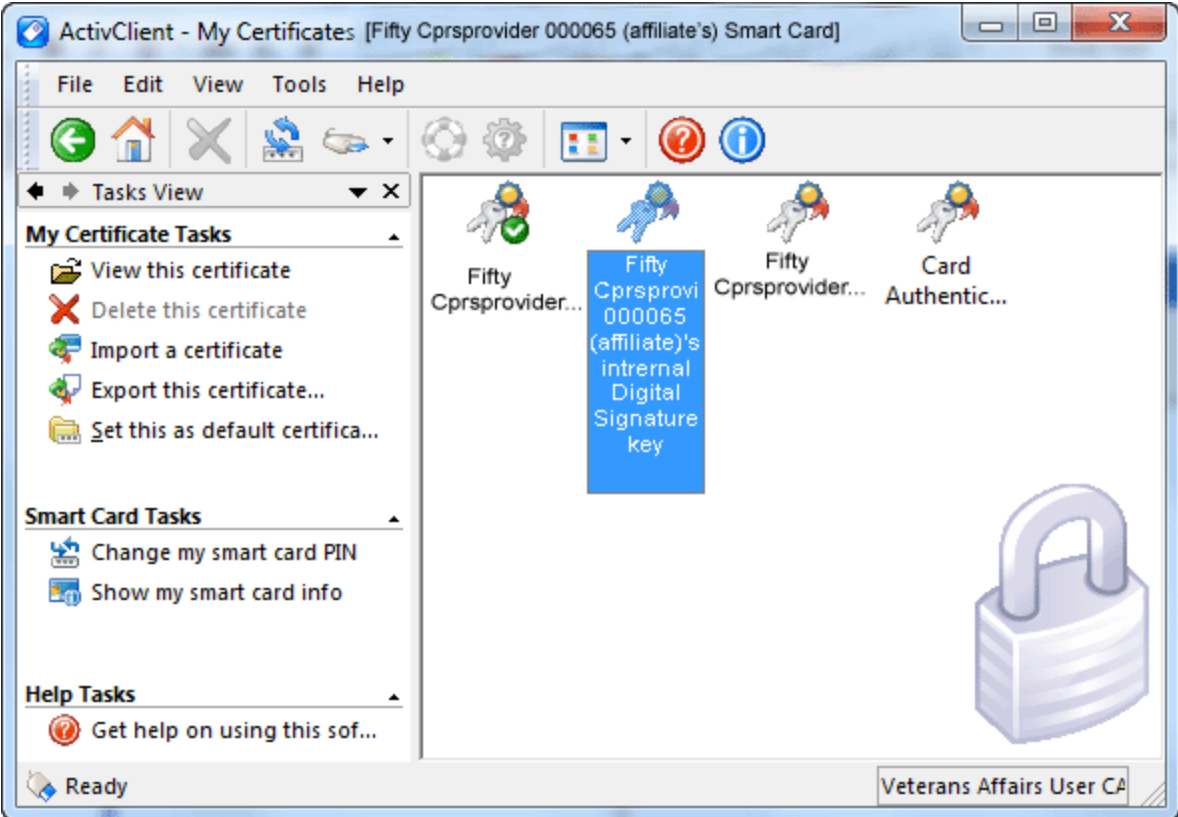 ActivClient - My Certificates [Fifty Cprsprovider 000065 (affiliate's) Smart Card]
File Edit View Tools Help
Tasks View
My Certificate Tasks
View this certificate
Delete this certificate
Import a certificate
Export this certificate...
Set this as default certifica...
Smart Card Tasks
Change my smart card PIN
Show my smart card info
Help Tasks
Get help on using this sof...
Fifty
Cprsprovider...
Fifty
Cprsprovi
000065
(affiliate)'s
intrernal
Digital
Signature
key
Fifty
Cprsprovider...
Card
Authentic...
Ready
Veterans Affairs User CA